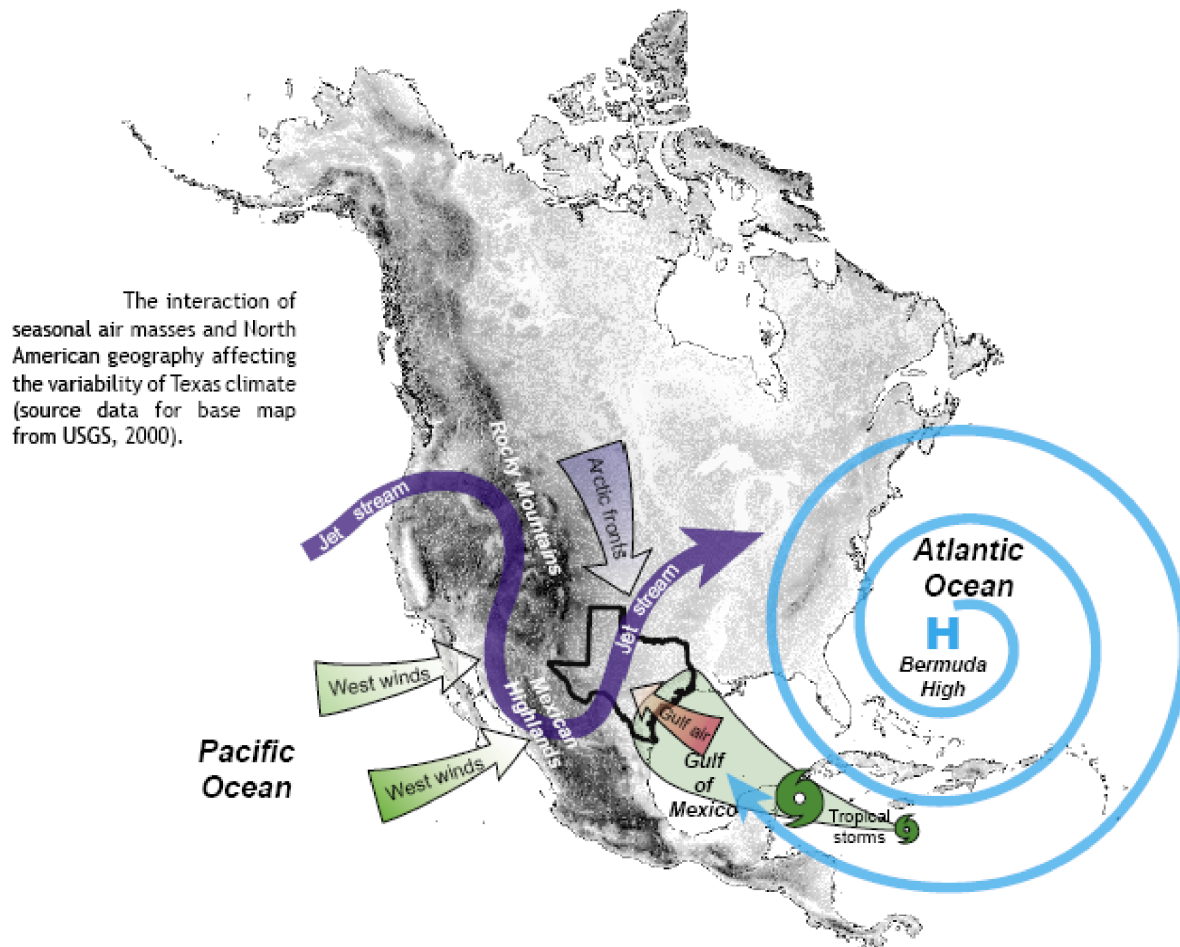 The interaction of
seasonal air masses and North
American geography affecting
the variability of Texas climate
(source data for base map
from USGS, 2000).
Rocky Mountains
Arctic fronts
Jet stream
Jet stream
Atlantic
Ocean
H
Bermuda
High
West winds
Mexican
Highlands
Gulf air
Pacific
Ocean
West winds
Gulf
of
Mexico
Tropical
storms